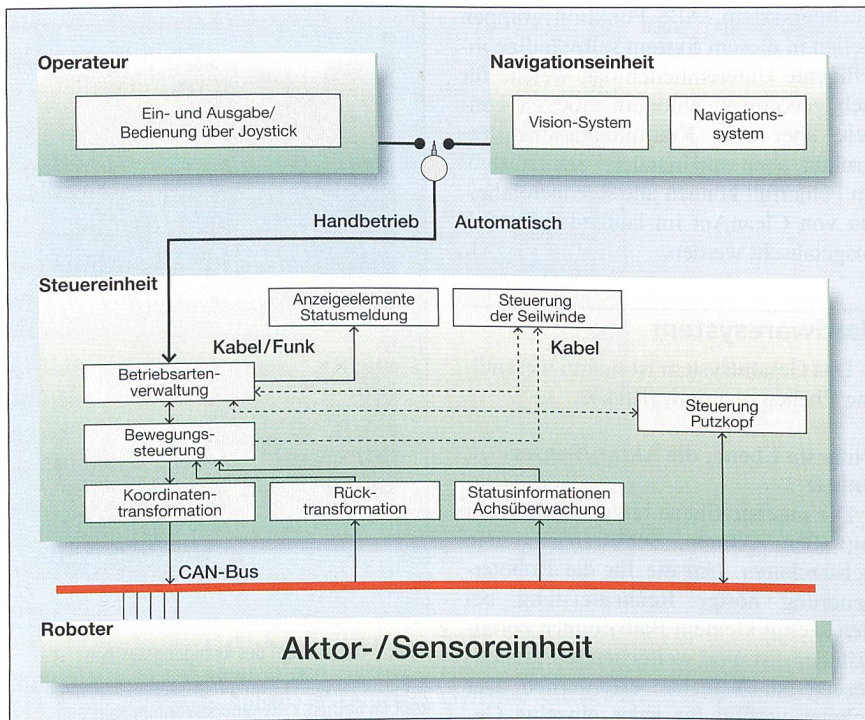 Operateur
Ein- und Ausgabe/
Bedienung über Joystick
Navigationseinheit
Vision-System
Navigations-
system
Handbetrieb
Automatisch
Steuereinheit
Anzeigeelemente
Statusmeldung
Steuerung
der Seilwinde
Kabel/Funk
Kabel
Betriebsarten-
verwaltung
Steuerung
Putzkopf
Bewegungs-
steuerung
Koordinaten-
transformation
Rück-
transformation
Statusinformationen
Achsüberwachung
CAN-Bus
Roboter
Aktor-/Sensoreinheit